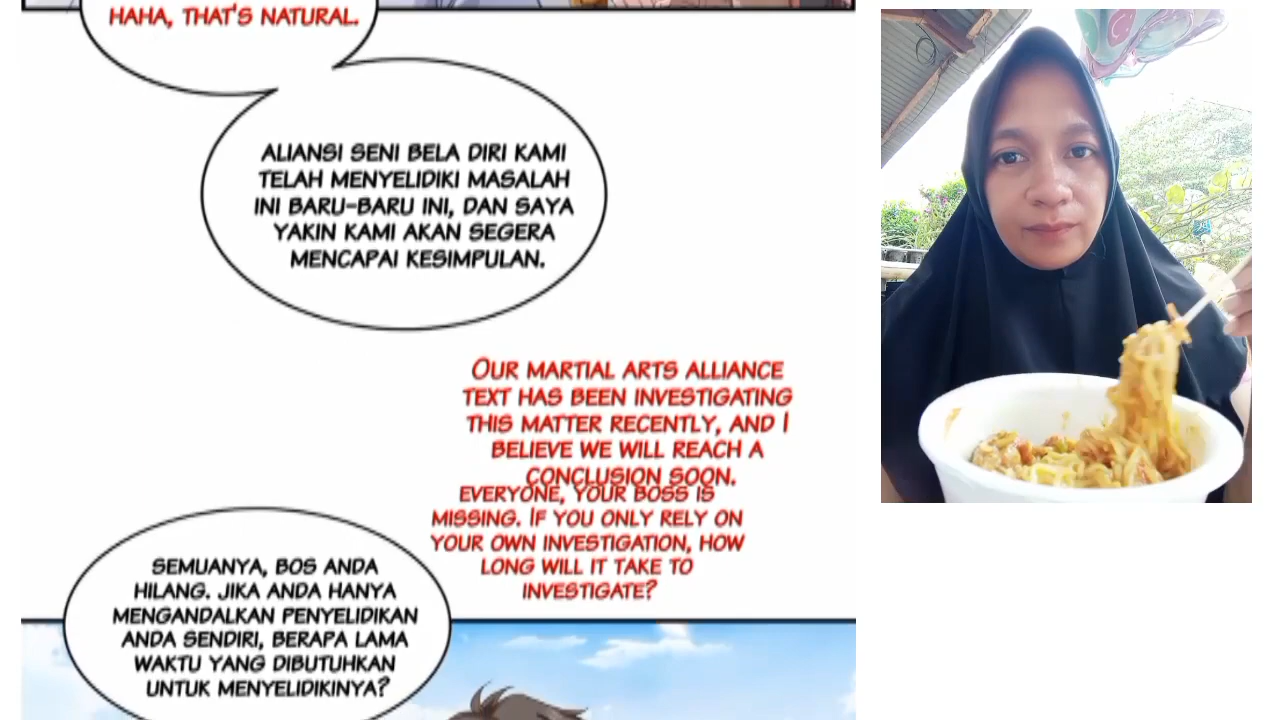 HAHA, THAT'S NATURAL.
ALIANSI SENI BELA DIRI KAMI
TELAH MENYELIDIKI MASALAH
INI BARU-BARU INI, DAN SAYA
YAKIN KAMI AKAN SEGERA
MENCAPAI KESIMPULAN.
OUR MARTIAL ARTS ALLIANCE
TEXT HAS BEEN INVESTIGATING
THIS MATTER RECENTLY, AND I
BELIEVE WE WILL REACH A
CONCLUSION SOON.
EVERYONE, YOUR BOSS IS
MISSING. IF YOU ONLY RELY ON
YOUR OWN INVESTIGATION, HOW
LONG WILL IT TAKE TO
INVESTIGATE?
SEMUANYA, BOS ANDA
HILANG. JIKA ANDA HANYA
MENGANDALKAN PENYELIDIKAN
ANDA SENDIRI, BERAPA LAMA
WAKTU YANG DIBUTUHKAN
UNTUK MENYELIDIKINYA?